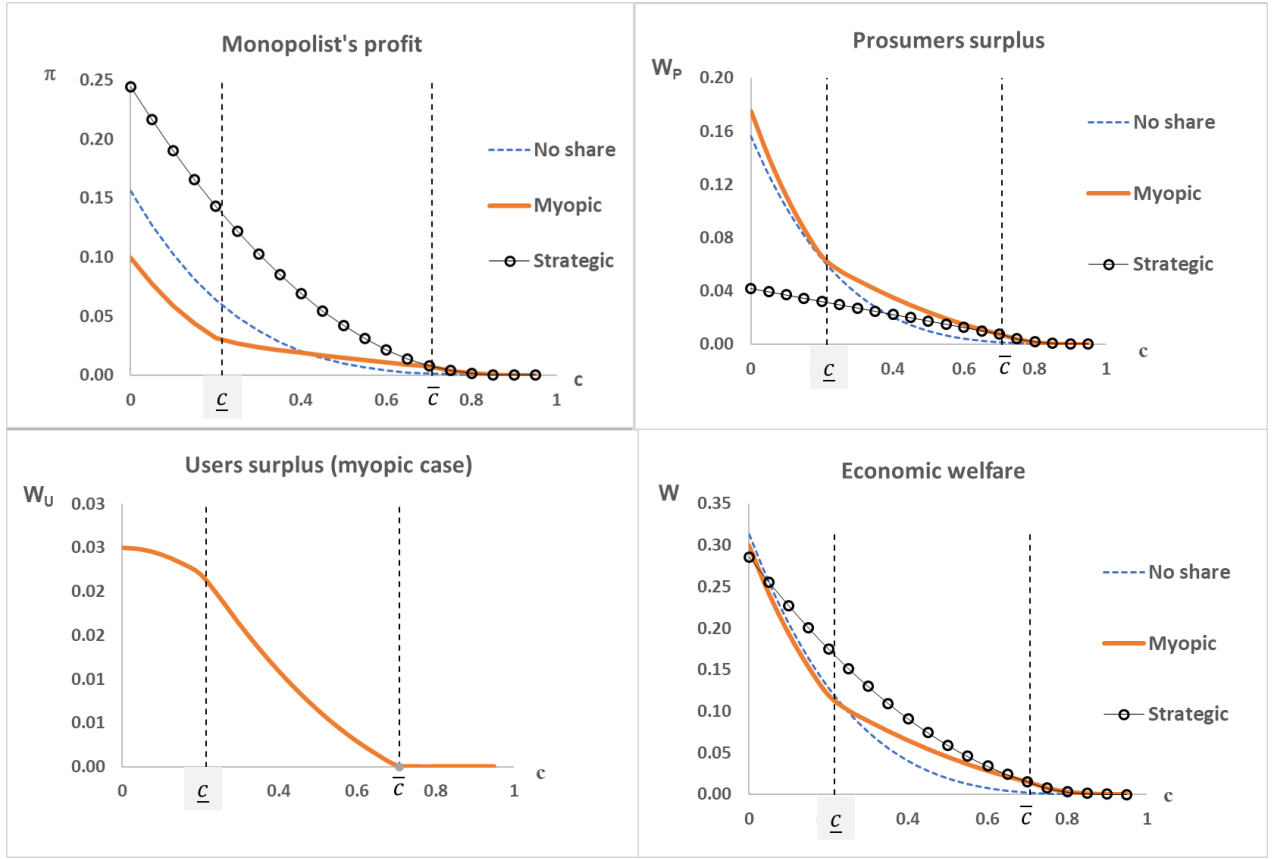 Monopolist's profit
π
0.25
0.20
0.15
0.10
0.05
0.00
0
c
0.4
0.6
c̅
0.8
1
c
No share
Myopic
Strategic
Prosumers surplus
W_P
0.20
0.16
0.12
0.08
0.04
0.00
0
c
0.4
0.6
c̅
0.8
1
c
No share
Myopic
Strategic
Users surplus (myopic case)
W_U
0.03
0.03
0.02
0.02
0.01
0.01
0.00
0
c
0.4
0.6
c̅
0.8
1
c
Economic welfare
W
0.35
0.30
0.25
0.20
0.15
0.10
0.05
0.00
0
c
0.4
0.6
c̅
0.8
1
c
No share
Myopic
Strategic